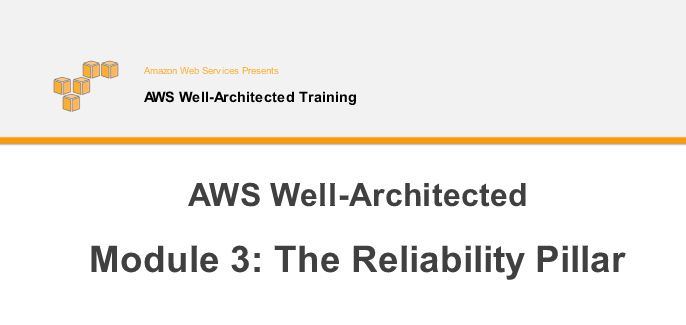 Amazon Web Services Presents
AWS Well-Architected Training
AWS Well-Architected
Module 3: The Reliability Pillar